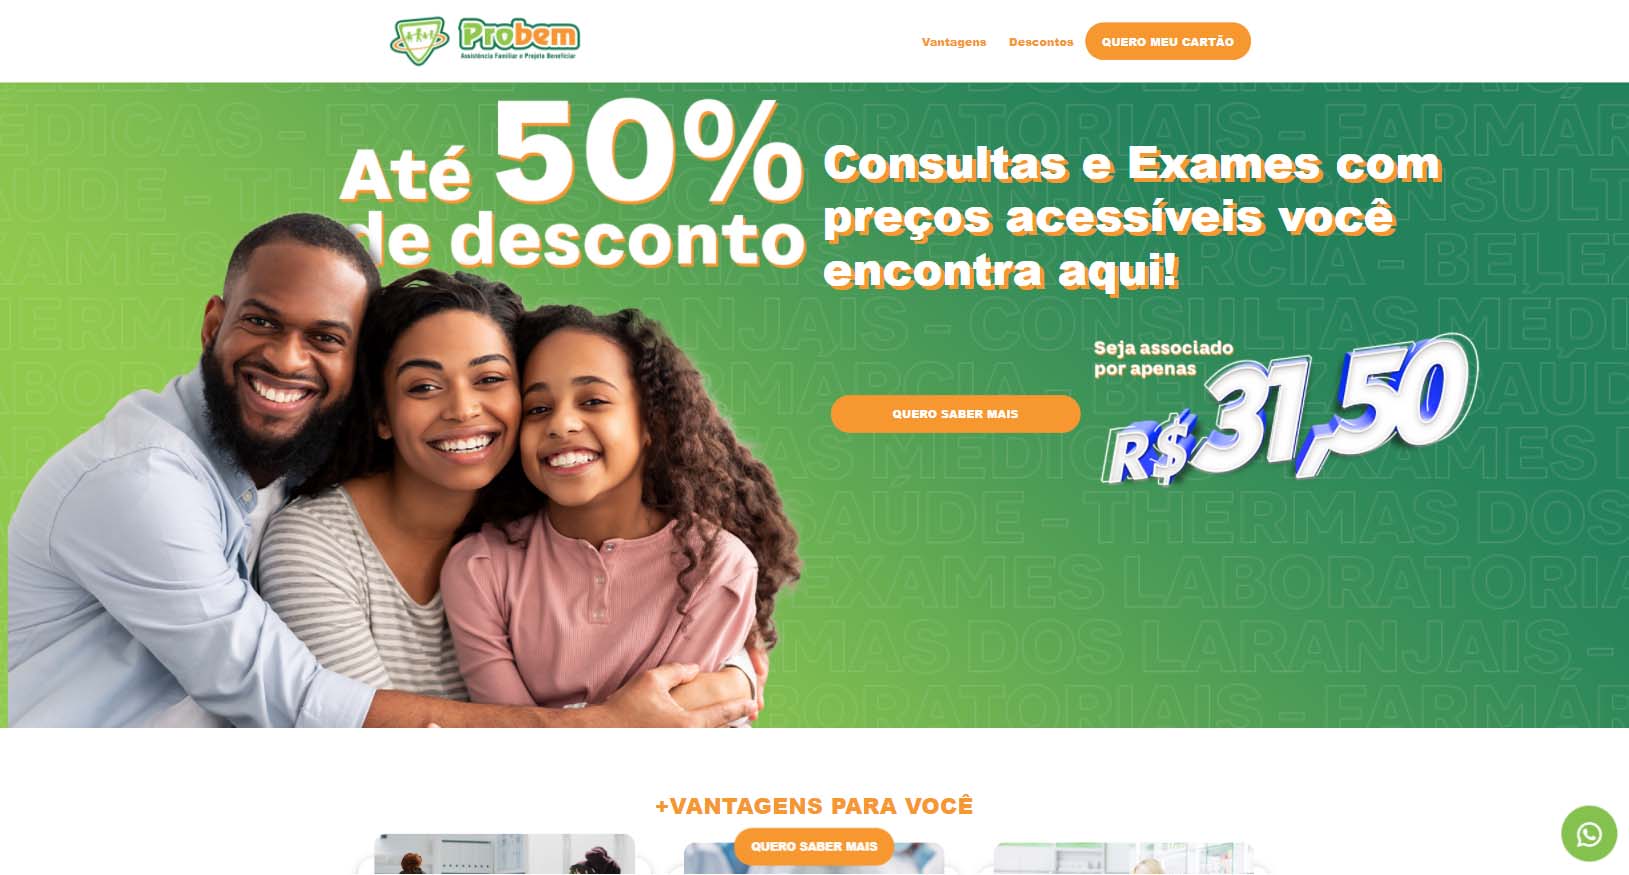 Probem
Assistência Familiar e Projeto Beneficiar
Vantagens
Descontos
QUERO MEU CARTÃO
Até 50%
de desconto
Consultas e Exames com
preços acessíveis você
encontra aqui!
Seja associado
por apenas
R$31,50
QUERO SABER MAIS
+VANTAGENS PARA VOCÊ
QUERO SABER MAIS